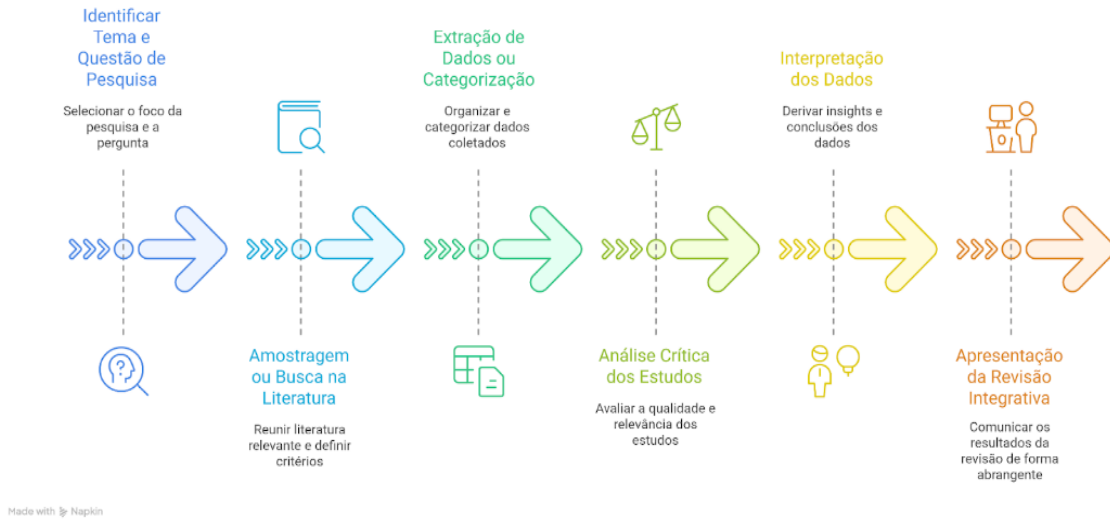 Identificar
Tema e
Questão de
Pesquisa
Selecionar o foco da
pesquisa e a
pergunta
Amostragem
ou Busca na
Literatura
Reunir literatura
relevante e definir
critérios
Extração de
Dados ou
Categorização
Organizar e
categorizar dados
coletados
Análise Crítica
dos Estudos
Avaliar a qualidade e
relevância dos
estudos
Interpretação
dos Dados
Derivar insights e
conclusões dos
dados
Apresentação
da Revisão
Integrativa
Comunicar os
resultados da
revisão de forma
abrangente
Made with Napkin